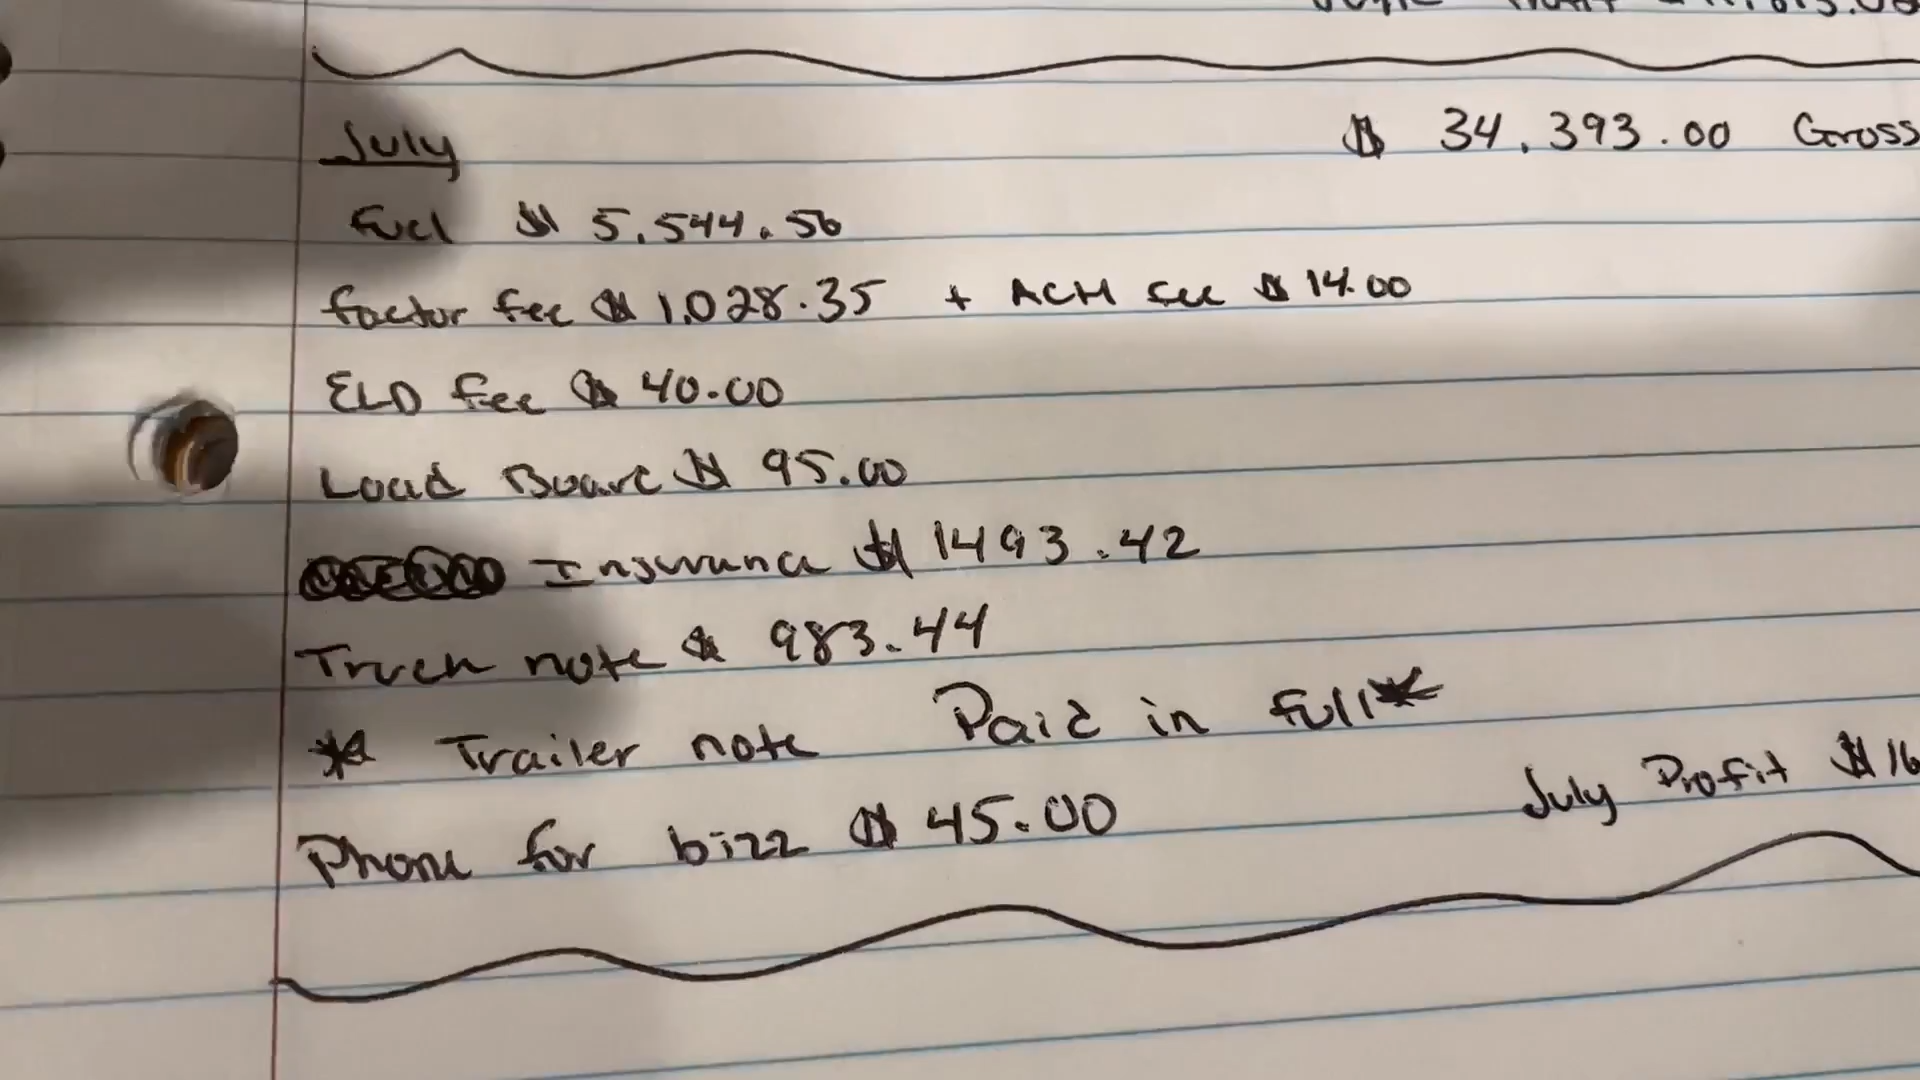 July $ 34,393.00 Gross
Fuel $ 5,544.56
factor fee $ 1,028.35 + ACH fee $ 14.00
ELD fee $ 40.00
Load Board $ 95.00
Insurance $ 1493.42
Truck note $ 983.44
* Trailer note Paid in full *
July Profit $ 16
Phone for bizz $ 45.00